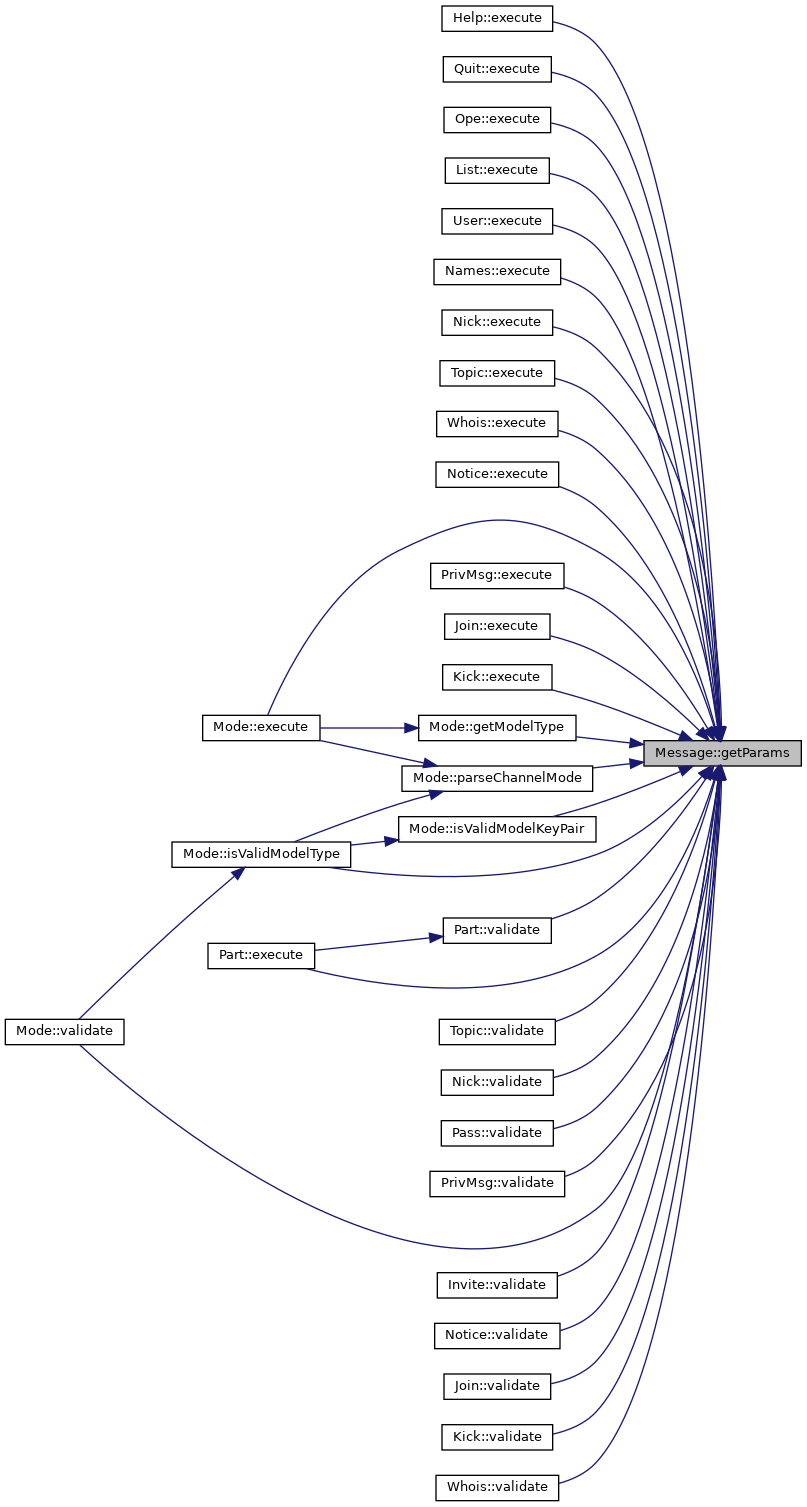 Help::execute
Quit::execute
Ope::execute
List::execute
User::execute
Names::execute
Nick::execute
Topic::execute
Whois::execute
Notice::execute
PrivMsg::execute
Join::execute
Kick::execute
Mode::execute
Mode::getModelType
Message::getParams
Mode::parseChannelMode
Mode::isValidModelKeyPair
Mode::isValidModelType
Part::validate
Part::execute
Mode::validate
Topic::validate
Nick::validate
Pass::validate
PrivMsg::validate
Invite::validate
Notice::validate
Join::validate
Kick::validate
Whois::validate